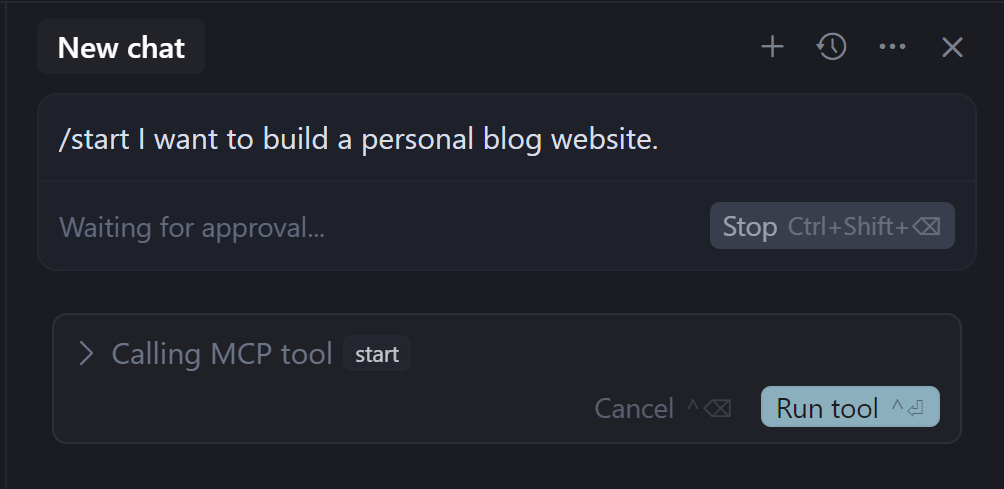 New chat
/start I want to build a personal blog website.
Waiting for approval... Stop Ctrl+Shift+⌫
Calling MCP tool start
Cancel ^⌫ Run tool ^⏎